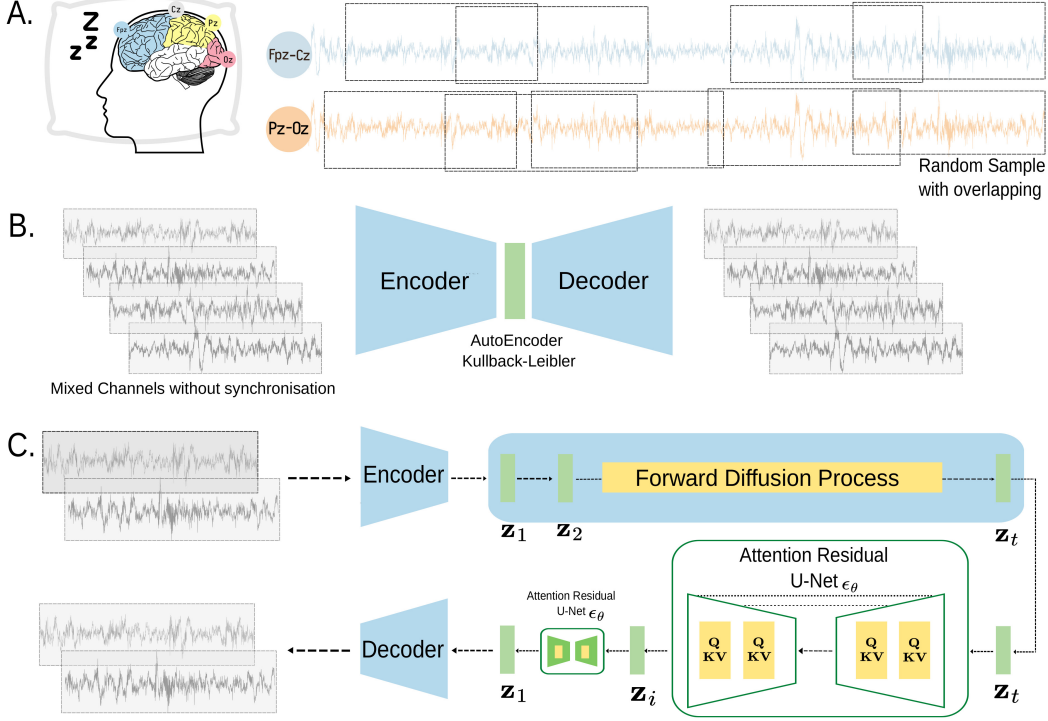 A.
Z
Z
Z
Cz
Fpz
Pz
Oz
Fpz-Cz
Pz-Oz
Random Sample
with overlapping
B.
Encoder
Decoder
AutoEncoder
Kullback-Leibler
Mixed Channels without synchronisation
C.
Encoder
Forward Diffusion Process
z₁
z₂
zₜ
Attention Residual
U-Net ϵ_θ
Q
KV
Q
KV
Q
KV
Q
KV
Attention Residual
U-Net ϵ_θ
Decoder
z₁
zᵢ
zₜ